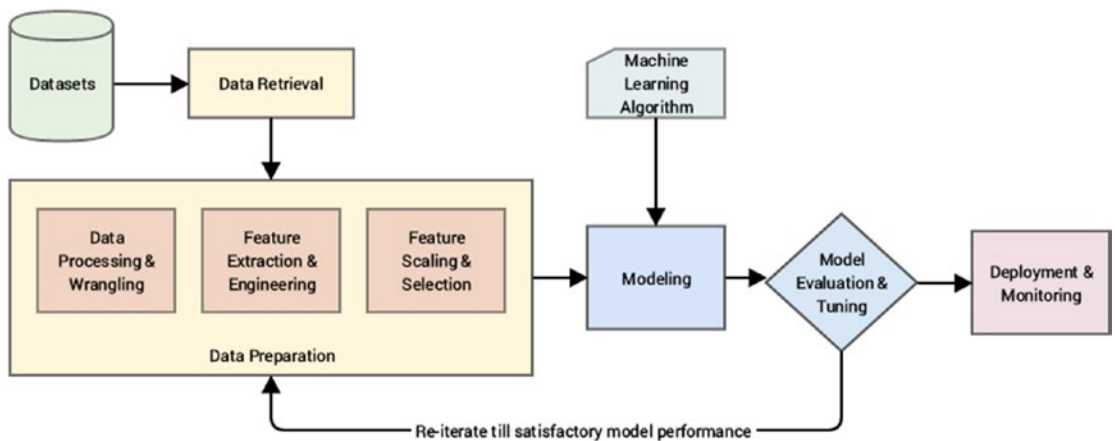 Datasets
Data Retrieval
Machine
Learning
Algorithm
Data
Processing &
Wrangling
Feature
Extraction &
Engineering
Feature
Scaling &
Selection
Data Preparation
Modeling
Model
Evaluation &
Tuning
Deployment &
Monitoring
Re-iterate till satisfactory model performance